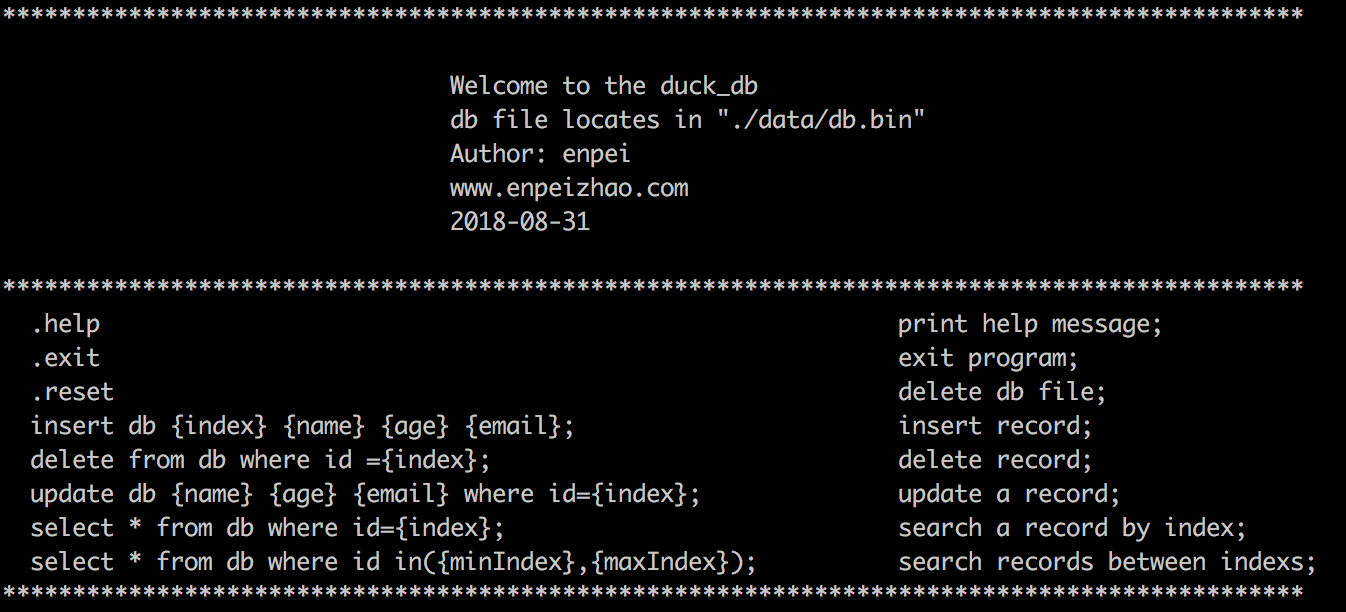 *********************************************************************************************
Welcome to the duck_db
db file locates in "./data/db.bin"
Author: enpei
www.enpeizhao.com
2018-08-31
*********************************************************************************************
.help print help message;
.exit exit program;
.reset delete db file;
insert db {index} {name} {age} {email}; insert record;
delete from db where id ={index}; delete record;
update db {name} {age} {email} where id={index}; update a record;
select * from db where id={index}; search a record by index;
select * from db where id in({minIndex},{maxIndex}); search records between indexs;
*********************************************************************************************